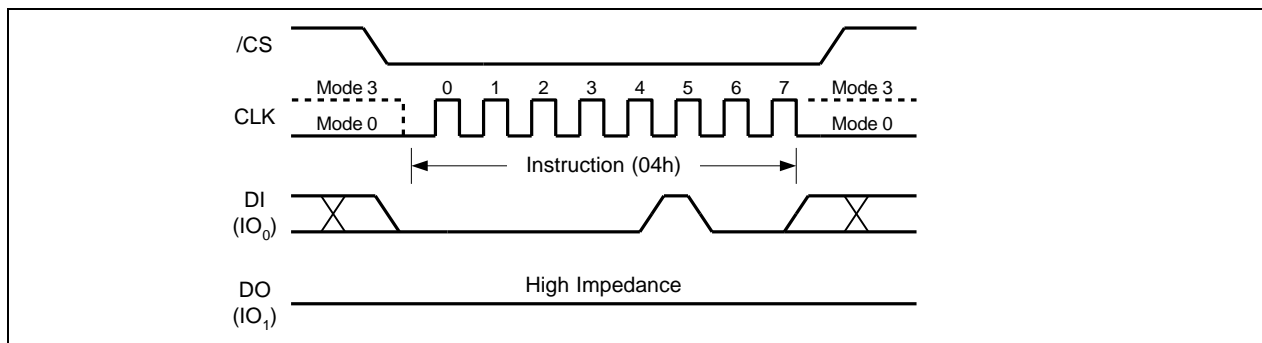 /CS
Mode 3 0 1 2 3 4 5 6 7 Mode 3
CLK
Mode 0 Mode 0
Instruction (04h)
DI
(IO₀)
High Impedance
DO
(IO₁)